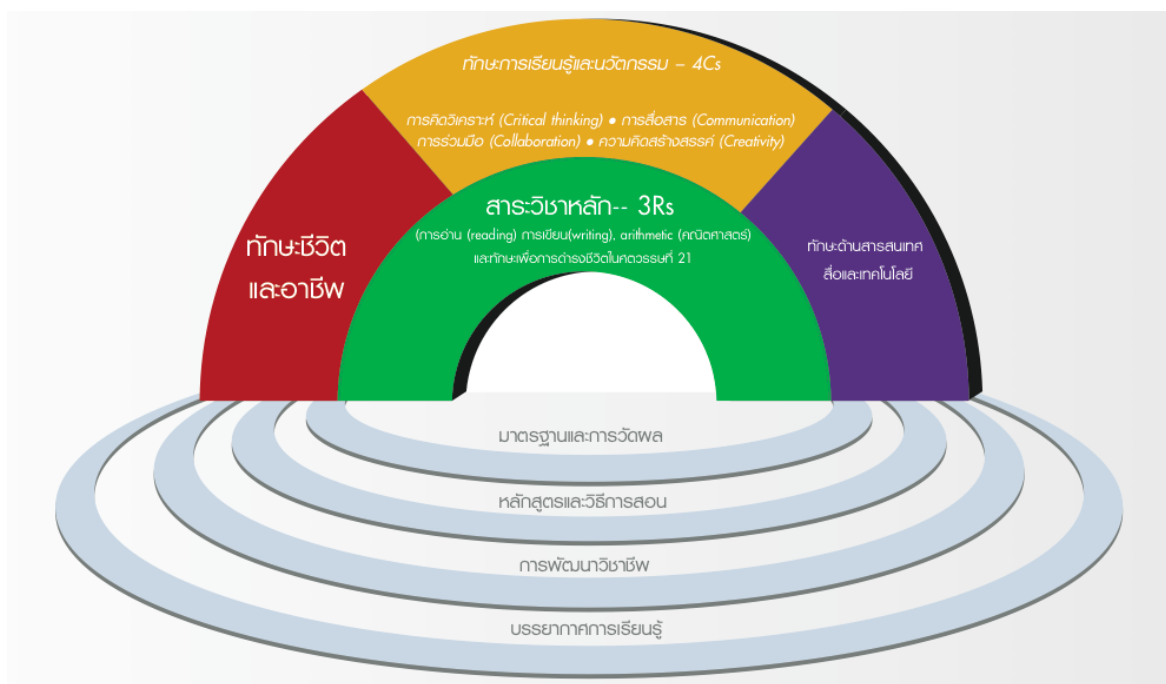 ทักษะการเรียนรู้และนวัตกรรม – 4Cs
การคิดวิเคราะห์ (Critical thinking) • การสื่อสาร (Communication)
การร่วมมือ (Collaboration) • ความคิดสร้างสรรค์ (Creativity)
สาระวิชาหลัก-- 3Rs
(การอ่าน (reading) การเขียน(writing), arithmetic (คณิตศาสตร์)
และทักษะเพื่อการดำรงชีวิตในศตวรรษที่ 21
ทักษะชีวิต
และอาชีพ
ทักษะด้านสารสนเทศ
สื่อและเทคโนโลยี
มาตรฐานและการวัดผล
หลักสูตรและวิธีการสอน
การพัฒนาวิชาชีพ
บรรยากาศการเรียนรู้